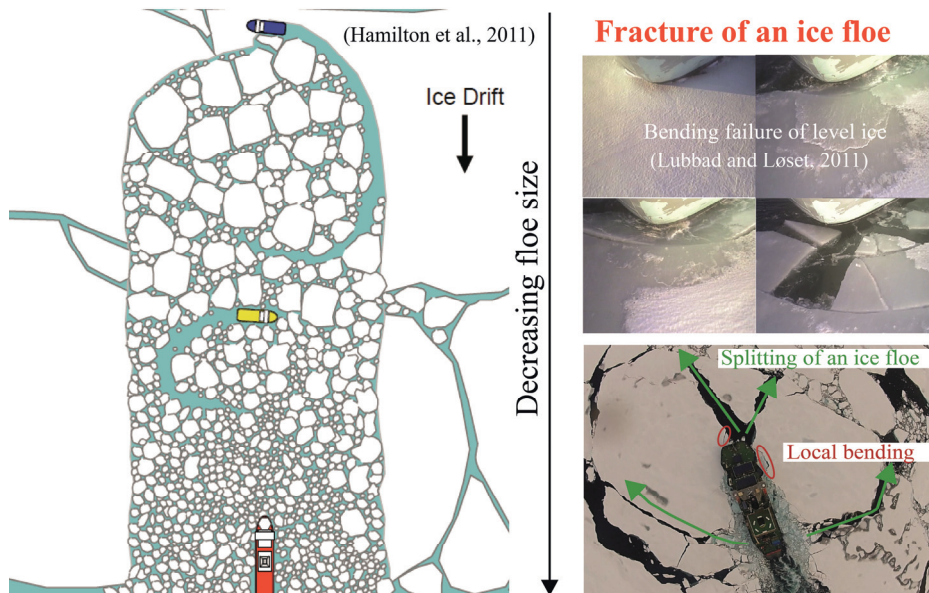 (Hamilton et al., 2011)
Ice Drift
Decreasing floe size
Fracture of an ice floe
Bending failure of level ice
(Lubbad and Løset, 2011)
Splitting of an ice floe
Local bending